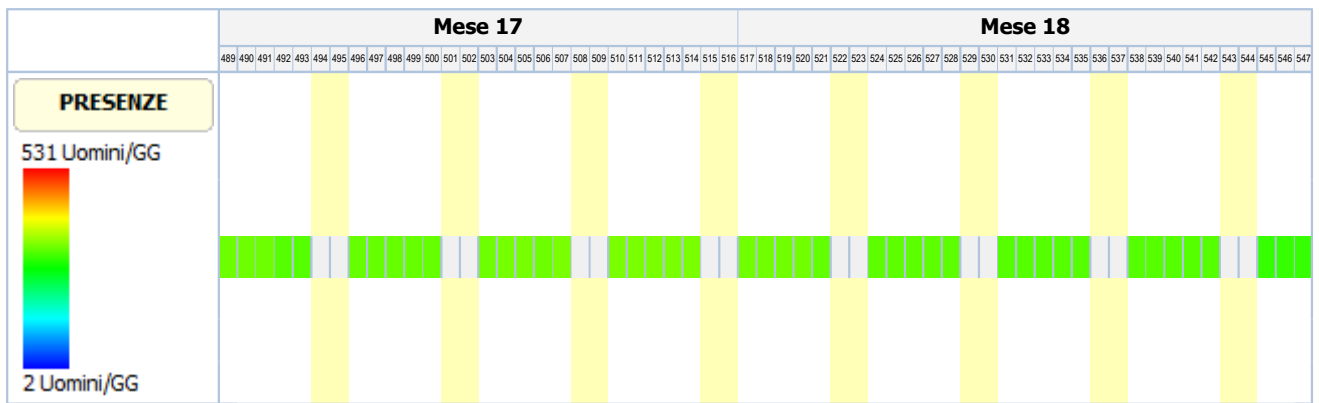 Mese 17 Mese 18
489 490 491 492 493 494 495 496 497 498 499 500 501 502 503 504 505 506 507 508 509 510 511 512 513 514 515 516 517 518 519 520 521 522 523 524 525 526 527 528 529 530 531 532 533 534 535 536 537 538 539 540 541 542 543 544 545 546 547
PRESENZE
531 Uomini/GG
2 Uomini/GG